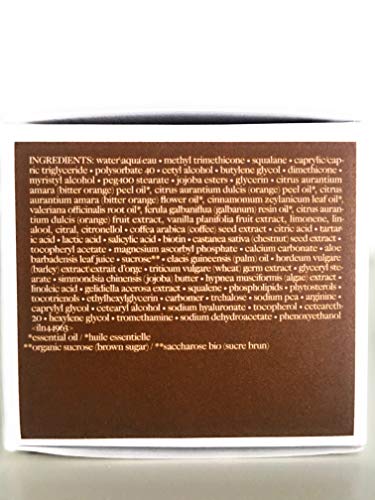 INGREDIENTS: water\aqua\eau • methyl trimethicone • squalane • caprylic/cap-
ric triglyceride • polysorbate 40 • cetyl alcohol • butylene glycol • dimethicone •
myristyl alcohol • peg-100 stearate • jojoba esters • glycerin • citrus aurantium
amara (bitter orange) peel oil*, citrus aurantium dulcis (orange) peel oil*, citrus
aurantium amara (bitter orange) flower oil*, cinnamomum zeylanicum leaf oil*,
valeriana officinalis root oil*, ferula galbaniflua (galbanum) resin oil*, citrus auran-
tium dulcis (orange) fruit extract, vanilla planifolia fruit extract, limonene, lin-
alool, citral, citronellol • coffea arabica (coffee) seed extract • citric acid • tartar-
ic acid • lactic acid • salicylic acid • biotin • castanea sativa (chestnut) seed extract •
tocopheryl acetate • magnesium ascorbyl phosphate • calcium carbonate • aloe
barbadensis leaf juice • sucrose** • elaeis guineensis (palm) oil • hordeum vulgare
(barley) extract\extrait d'orge • triticum vulgare (wheat) germ extract • glyceryl ste-
arate • simmondsia chinensis (jojoba) butter • hypnea musciformis (algae) extract •
linoleic acid • gelidiella acerosa extract • squalene • phospholipids • phytosterols
• tocotrienols • ethylhexylglycerin • carbomer • trehalose • sodium pca • arginine •
caprylyl glycol • cetearyl alcohol • sodium hyaluronate • tocopherol • ceteareth-
20 • hexylene glycol • tromethamine • sodium dehydroacetate • phenoxyethanol
<iln44963>
*essential oil / *huile essentielle
**organic sucrose (brown sugar) / **saccharose bio (sucre brun)